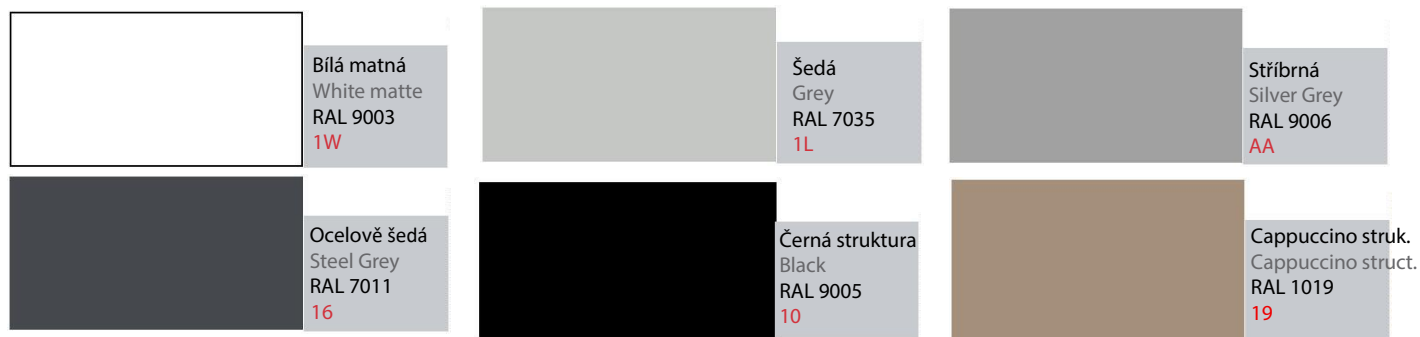 Bílá matná
White matte
RAL 9003
1W
Šedá
Grey
RAL 7035
1L
Stříbrná
Silver Grey
RAL 9006
AA
Ocelově šedá
Steel Grey
RAL 7011
16
Černá struktura
Black
RAL 9005
10
Cappuccino struk.
Cappuccino struct.
RAL 1019
19